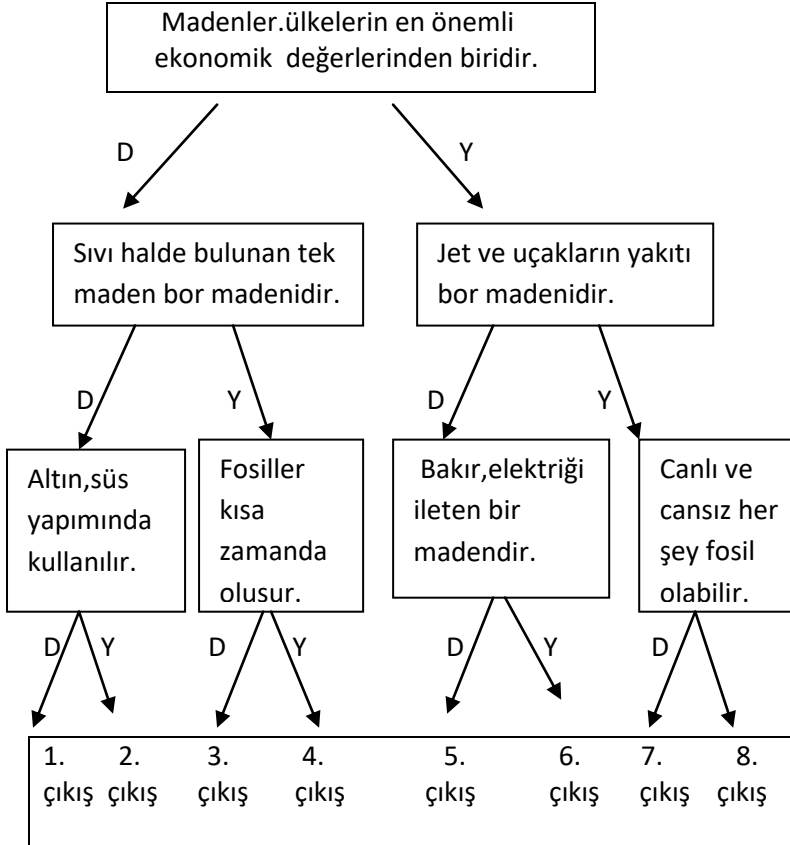 Madenler.ülkelerin en önemli
ekonomik değerlerinden biridir.
D
Y
Sıvı halde bulunan tek
maden bor madenidir.
Jet ve uçakların yakıtı
bor madenidir.
D
Y
D
Y
Altın,süs
yapımında
kullanılır.
Fosiller
kısa
zamanda
olusur.
Bakır,elektriği
ileten bir
madendir.
Canlı ve
cansız her
şey fosil
olabilir.
D Y D Y D Y D
1. 2. 3. 4. 5. 6. 7. 8.
çıkış çıkış çıkış çıkış çıkış çıkış çıkış çıkış